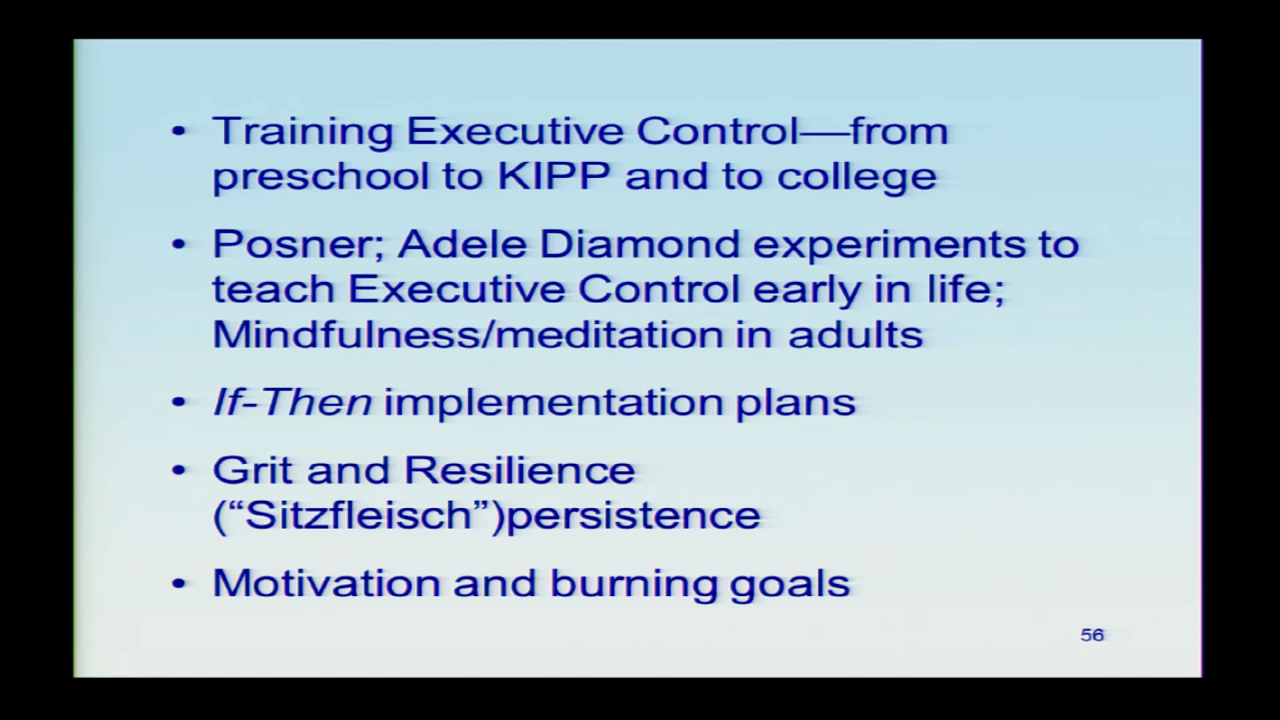 • Training Executive Control—from
preschool to KIPP and to college
• Posner; Adele Diamond experiments to
teach Executive Control early in life;
Mindfulness/meditation in adults
• If-Then implementation plans
• Grit and Resilience
(“Sitzfleisch”)persistence
• Motivation and burning goals
56